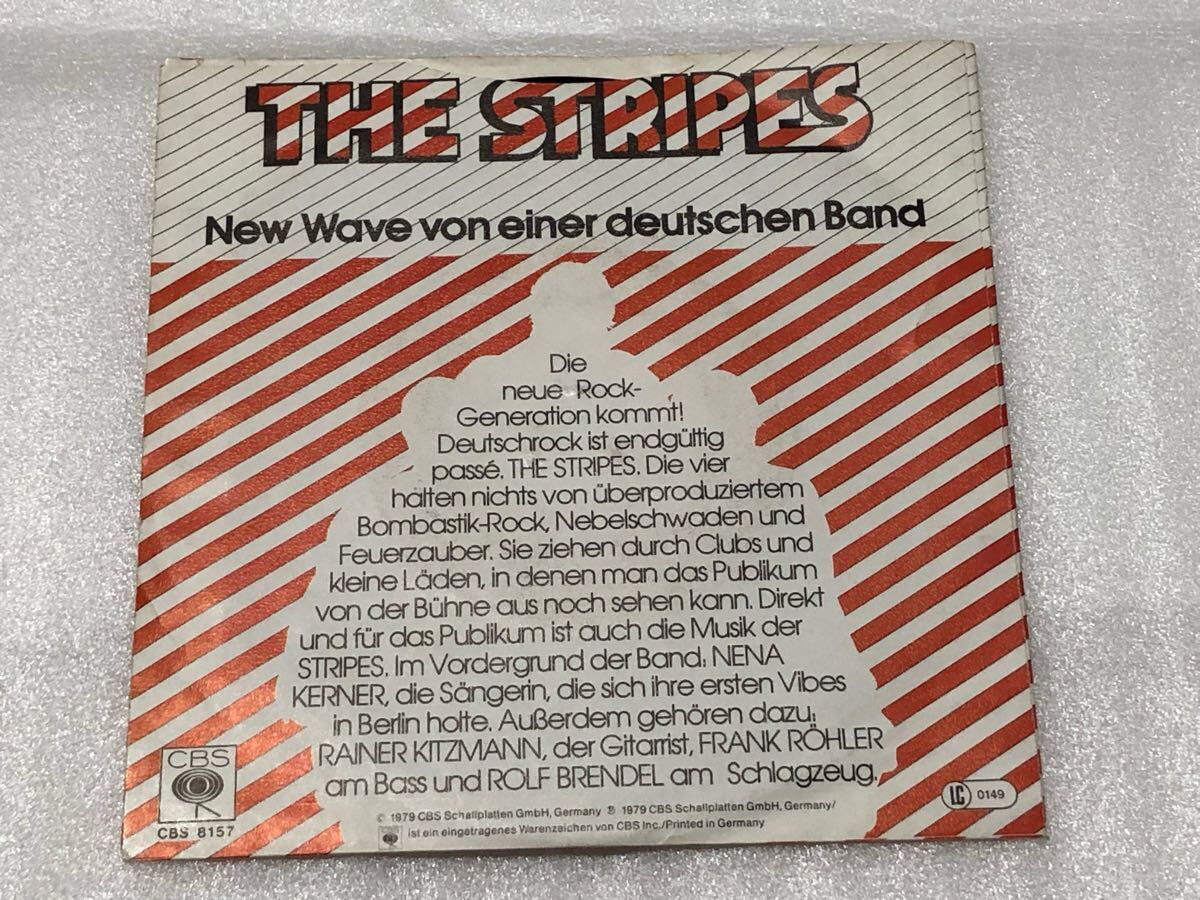 THE STRIPES
New Wave von einer deutschen Band
Die
neue Rock-
Generation kommt!
Deutschrock ist endgültig
passé. THE STRIPES. Die vier
halten nichts von überproduziertem
Bombastik-Rock, Nebelschwaden und
Feuerzauber. Sie ziehen durch Clubs und
kleine Läden, in denen man das Publikum
von der Bühne aus noch sehen kann. Direkt
und für das Publikum ist auch die Musik der
STRIPES. Im Vordergrund der Band: NENA
KERNER, die Sängerin, die sich ihre ersten Vibes
in Berlin holte. Außerdem gehören dazu:
RAINER KITZMANN, der Gitarrist, FRANK RÖHLER
am Bass und ROLF BRENDEL am Schlagzeug.
CBS
CBS 8157
LC 0149
© 1979 CBS Schallplatten GmbH, Germany ℗ 1979 CBS Schallplatten GmbH, Germany/
ist ein eingetragenes Warenzeichen von CBS Inc./Printed in Germany